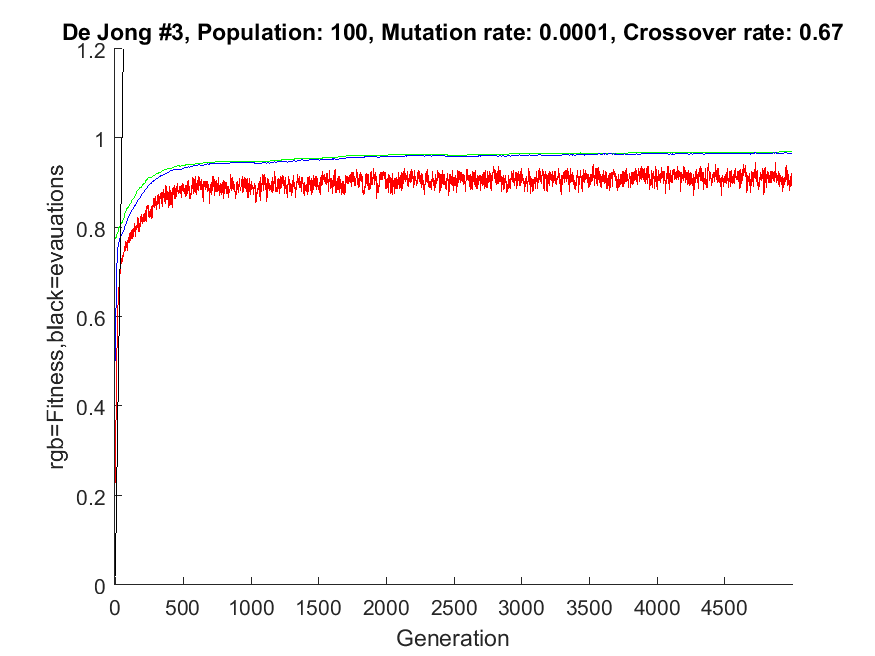 De Jong #3, Population: 100, Mutation rate: 0.0001, Crossover rate: 0.67
1.2
1
0.8
0.6
0.4
0.2
0
rgb=Fitness,black=evauations
0 500 1000 1500 2000 2500 3000 3500 4000 4500
Generation